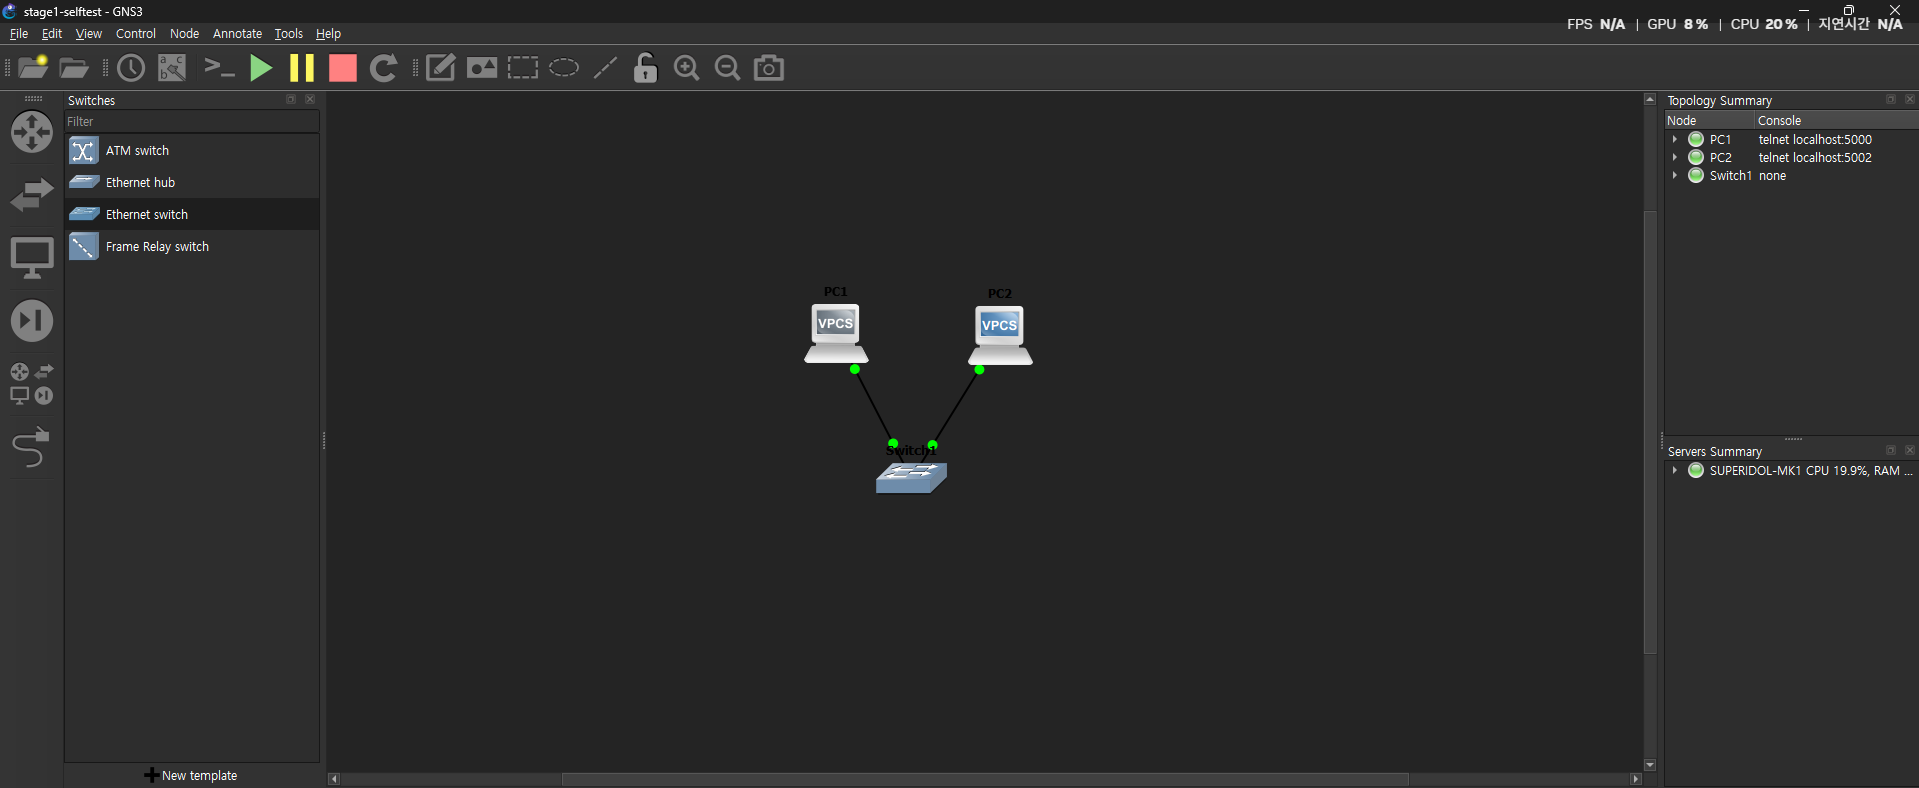 stage1-selftest - GNS3
FPS N/A | GPU 8 % | CPU 20 % | 지연시간 N/A
File Edit View Control Node Annotate Tools Help
Switches
Filter
ATM switch
Ethernet hub
Ethernet switch
Frame Relay switch
New template
PC1
VPCS
PC2
VPCS
Switch1
Topology Summary
Node Console
PC1 telnet localhost:5000
PC2 telnet localhost:5002
Switch1 none
Servers Summary
SUPERIDOL-MK1 CPU 19.9%, RAM ...